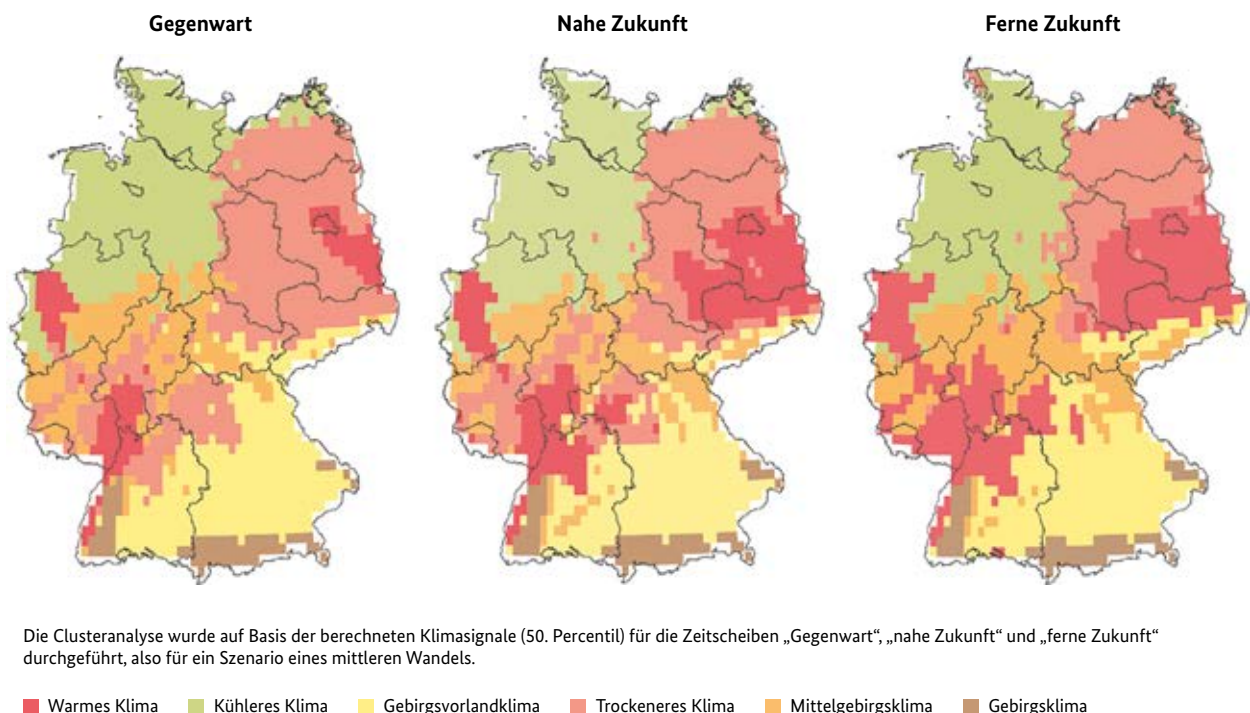 Gegenwart
Nahe Zukunft
Ferne Zukunft
Die Clusteranalyse wurde auf Basis der berechneten Klimasignale (50. Percentil) für die Zeitscheiben „Gegenwart“, „nahe Zukunft“ und „ferne Zukunft“
durchgeführt, also für ein Szenario eines mittleren Wandels.
Warmes Klima Kühleres Klima Gebirgsvorlandklima Trockeneres Klima Mittelgebirgsklima Gebirgsklima